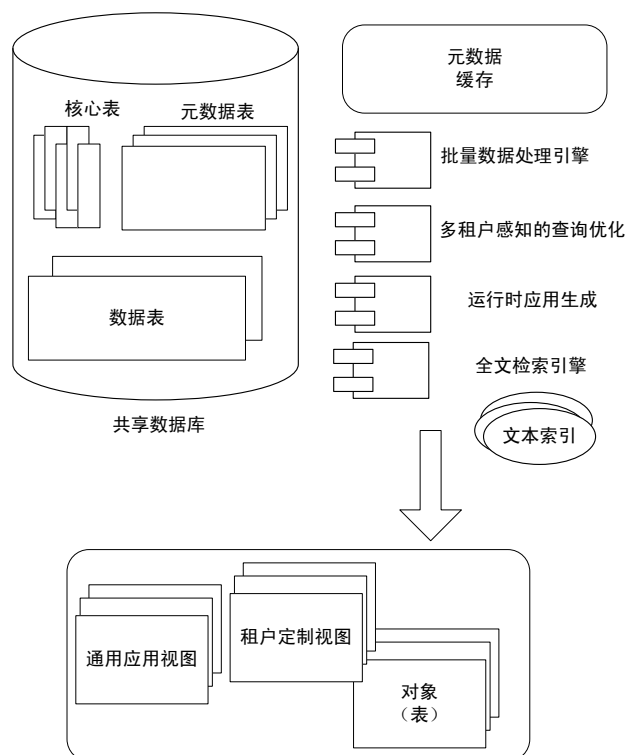 元数据
缓存
核心表
元数据表
批量数据处理引擎
多租户感知的查询优化
运行时应用生成
数据表
全文检索引擎
共享数据库
文本索引
通用应用视图
租户定制视图
对象
（表）